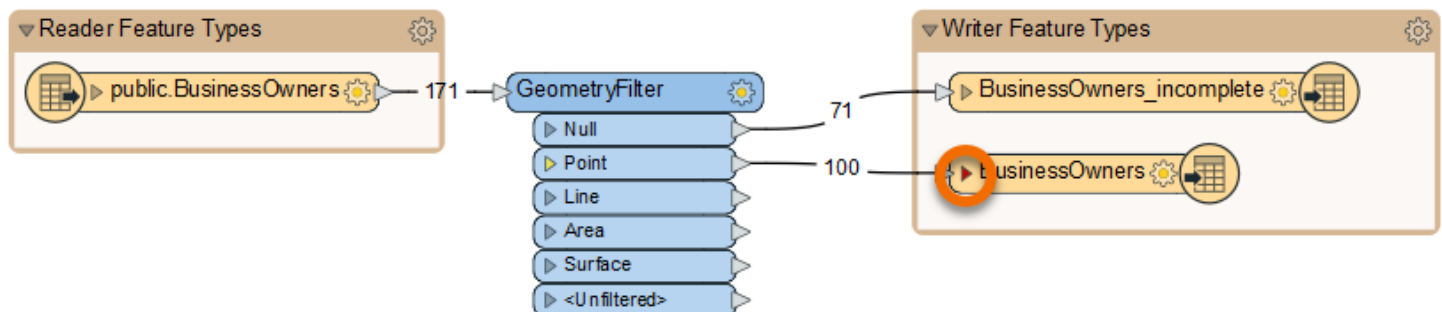 Reader Feature Types
public.BusinessOwners
171
GeometryFilter
Null
Point
Line
Area
Surface
<Unfiltered>
71
100
Writer Feature Types
BusinessOwners_incomplete
BusinessOwners